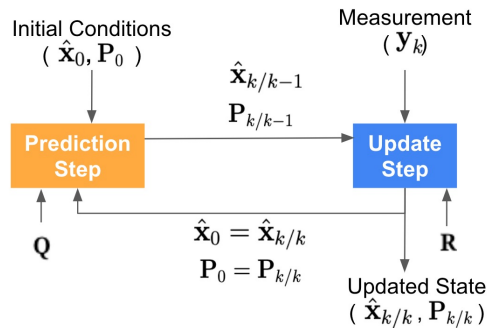 Initial Conditions
( x̂₀, P₀ )
Measurement
( yₖ)
x̂ₖ/ₖ₋₁
Pₖ/ₖ₋₁
Prediction
Step
Update
Step
Q
x̂₀ = x̂ₖ/ₖ
P₀ = Pₖ/ₖ
R
Updated State
( x̂ₖ/ₖ , Pₖ/ₖ )